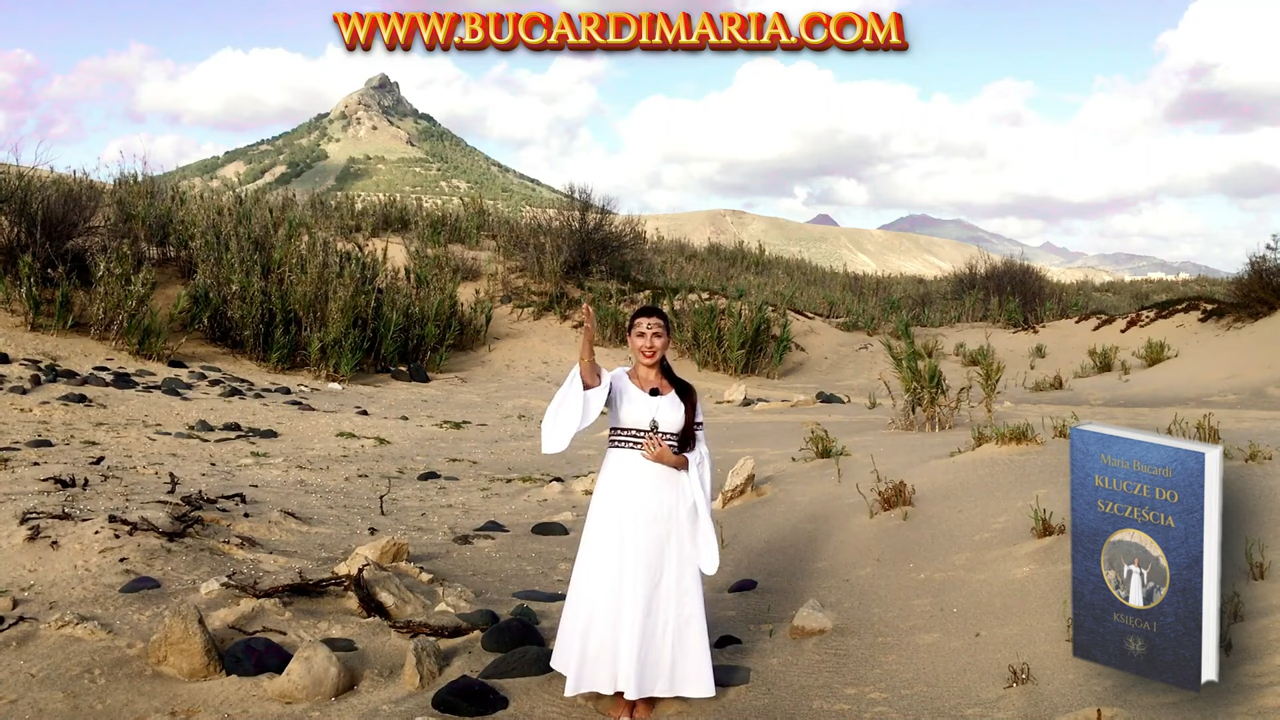 WWW.BUCARDIMARIA.COM
Maria Bucardi
KLUCZE DO
SZCZĘŚCIA
KSIĘGA I